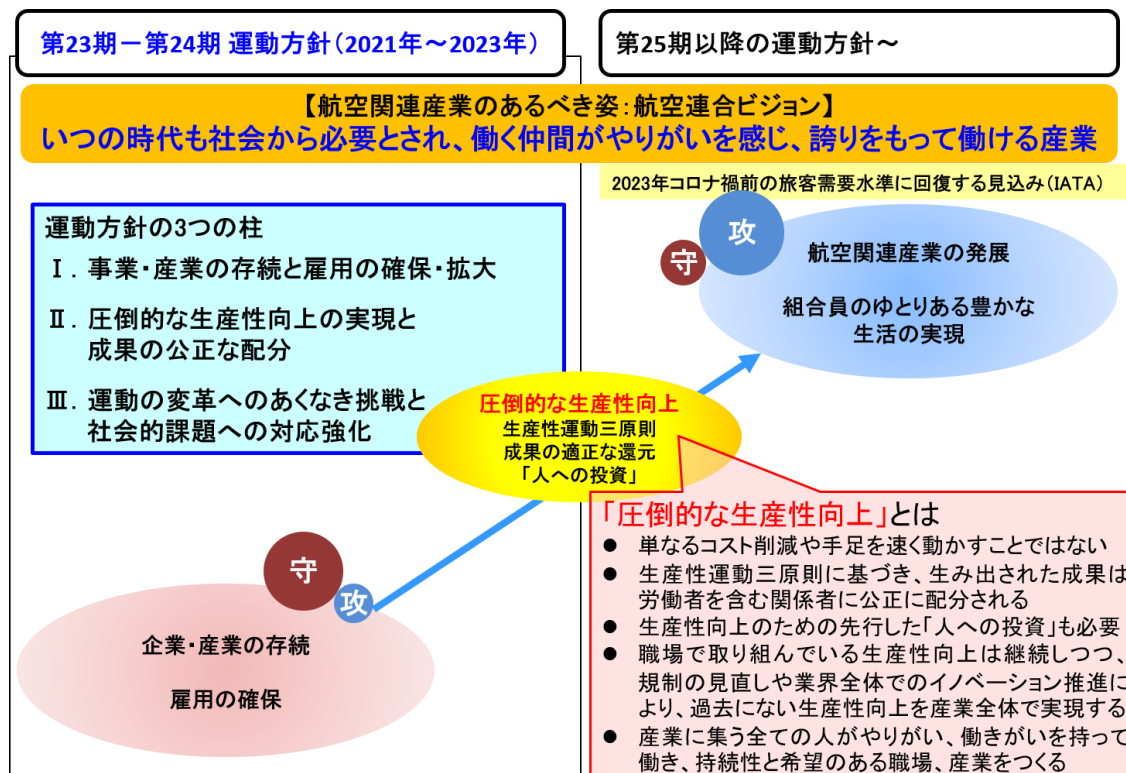 第23期－第24期 運動方針（2021年～2023年）
第25期以降の運動方針～
【航空関連産業のあるべき姿：航空連合ビジョン】
いつの時代も社会から必要とされ、働く仲間がやりがいを感じ、誇りをもって働ける産業
2023年コロナ禍前の旅客需要水準に回復する見込み（IATA）
運動方針の3つの柱
Ⅰ．事業・産業の存続と雇用の確保・拡大
Ⅱ．圧倒的な生産性向上の実現と
成果の公正な配分
Ⅲ．運動の変革へのあくなき挑戦と
社会的課題への対応強化
攻
守
航空関連産業の発展
組合員のゆとりある豊かな
生活の実現
圧倒的な生産性向上
生産性運動三原則
成果の適正な還元
「人への投資」
守
攻
企業・産業の存続
雇用の確保
「圧倒的な生産性向上」とは
● 単なるコスト削減や手足を速く動かすことではない
● 生産性運動三原則に基づき、生み出された成果は
労働者を含む関係者に公正に配分される
● 生産性向上のための先行した「人への投資」も必要
● 職場で取り組んでいる生産性向上は継続しつつ、
規制の見直しや業界全体でのイノベーション推進に
より、過去にない生産性向上を産業全体で実現する
● 産業に集う全ての人がやりがい、働きがいを持って
働き、持続性と希望のある職場、産業をつくる